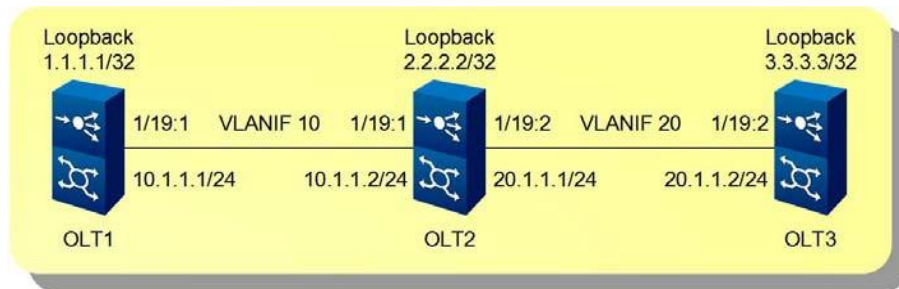 Loopback
1.1.1.1/32
Loopback
2.2.2.2/32
Loopback
3.3.3.3/32
1/19:1 VLANIF 10 1/19:1
1/19:2 VLANIF 20 1/19:2
10.1.1.1/24 10.1.1.2/24
20.1.1.1/24 20.1.1.2/24
OLT1
OLT2
OLT3